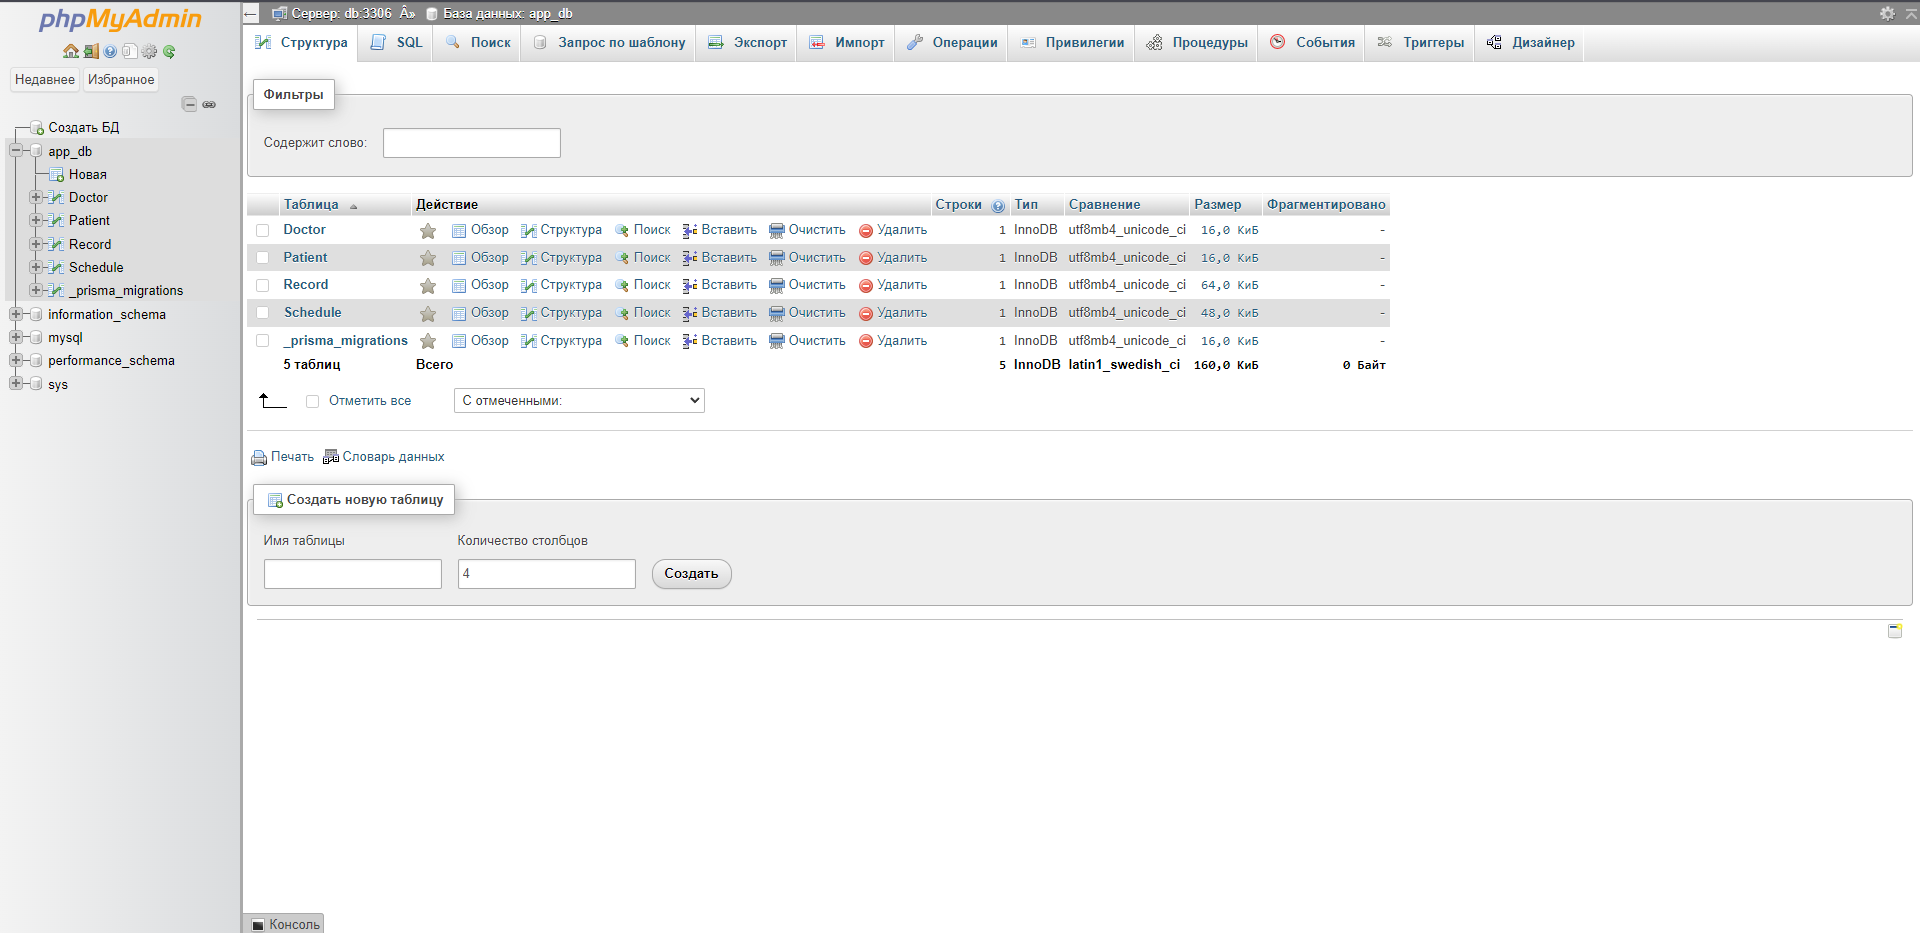 phpMyAdmin
Недавнее Избранное
Создать БД
app_db
Новая
Doctor
Patient
Record
Schedule
_prisma_migrations
information_schema
mysql
performance_schema
sys
← Сервер: db:3306 Â» База данных: app_db
Структура SQL Поиск Запрос по шаблону Экспорт Импорт Операции Привилегии Процедуры События Триггеры Дизайнер
Фильтры
Содержит слово:
Таблица Действие Строки Тип Сравнение Размер Фрагментировано
Doctor Обзор Структура Поиск Вставить Очистить Удалить 1 InnoDB utf8mb4_unicode_ci 16,0 КиБ -
Patient Обзор Структура Поиск Вставить Очистить Удалить 1 InnoDB utf8mb4_unicode_ci 16,0 КиБ -
Record Обзор Структура Поиск Вставить Очистить Удалить 1 InnoDB utf8mb4_unicode_ci 64,0 КиБ -
Schedule Обзор Структура Поиск Вставить Очистить Удалить 1 InnoDB utf8mb4_unicode_ci 48,0 КиБ -
_prisma_migrations Обзор Структура Поиск Вставить Очистить Удалить 1 InnoDB utf8mb4_unicode_ci 16,0 КиБ -
5 таблиц Всего 5 InnoDB latin1_swedish_ci 160,0 КиБ 0 Байт
Отметить все С отмеченными:
Печать Словарь данных
Создать новую таблицу
Имя таблицы Количество столбцов
4 Создать
Консоль